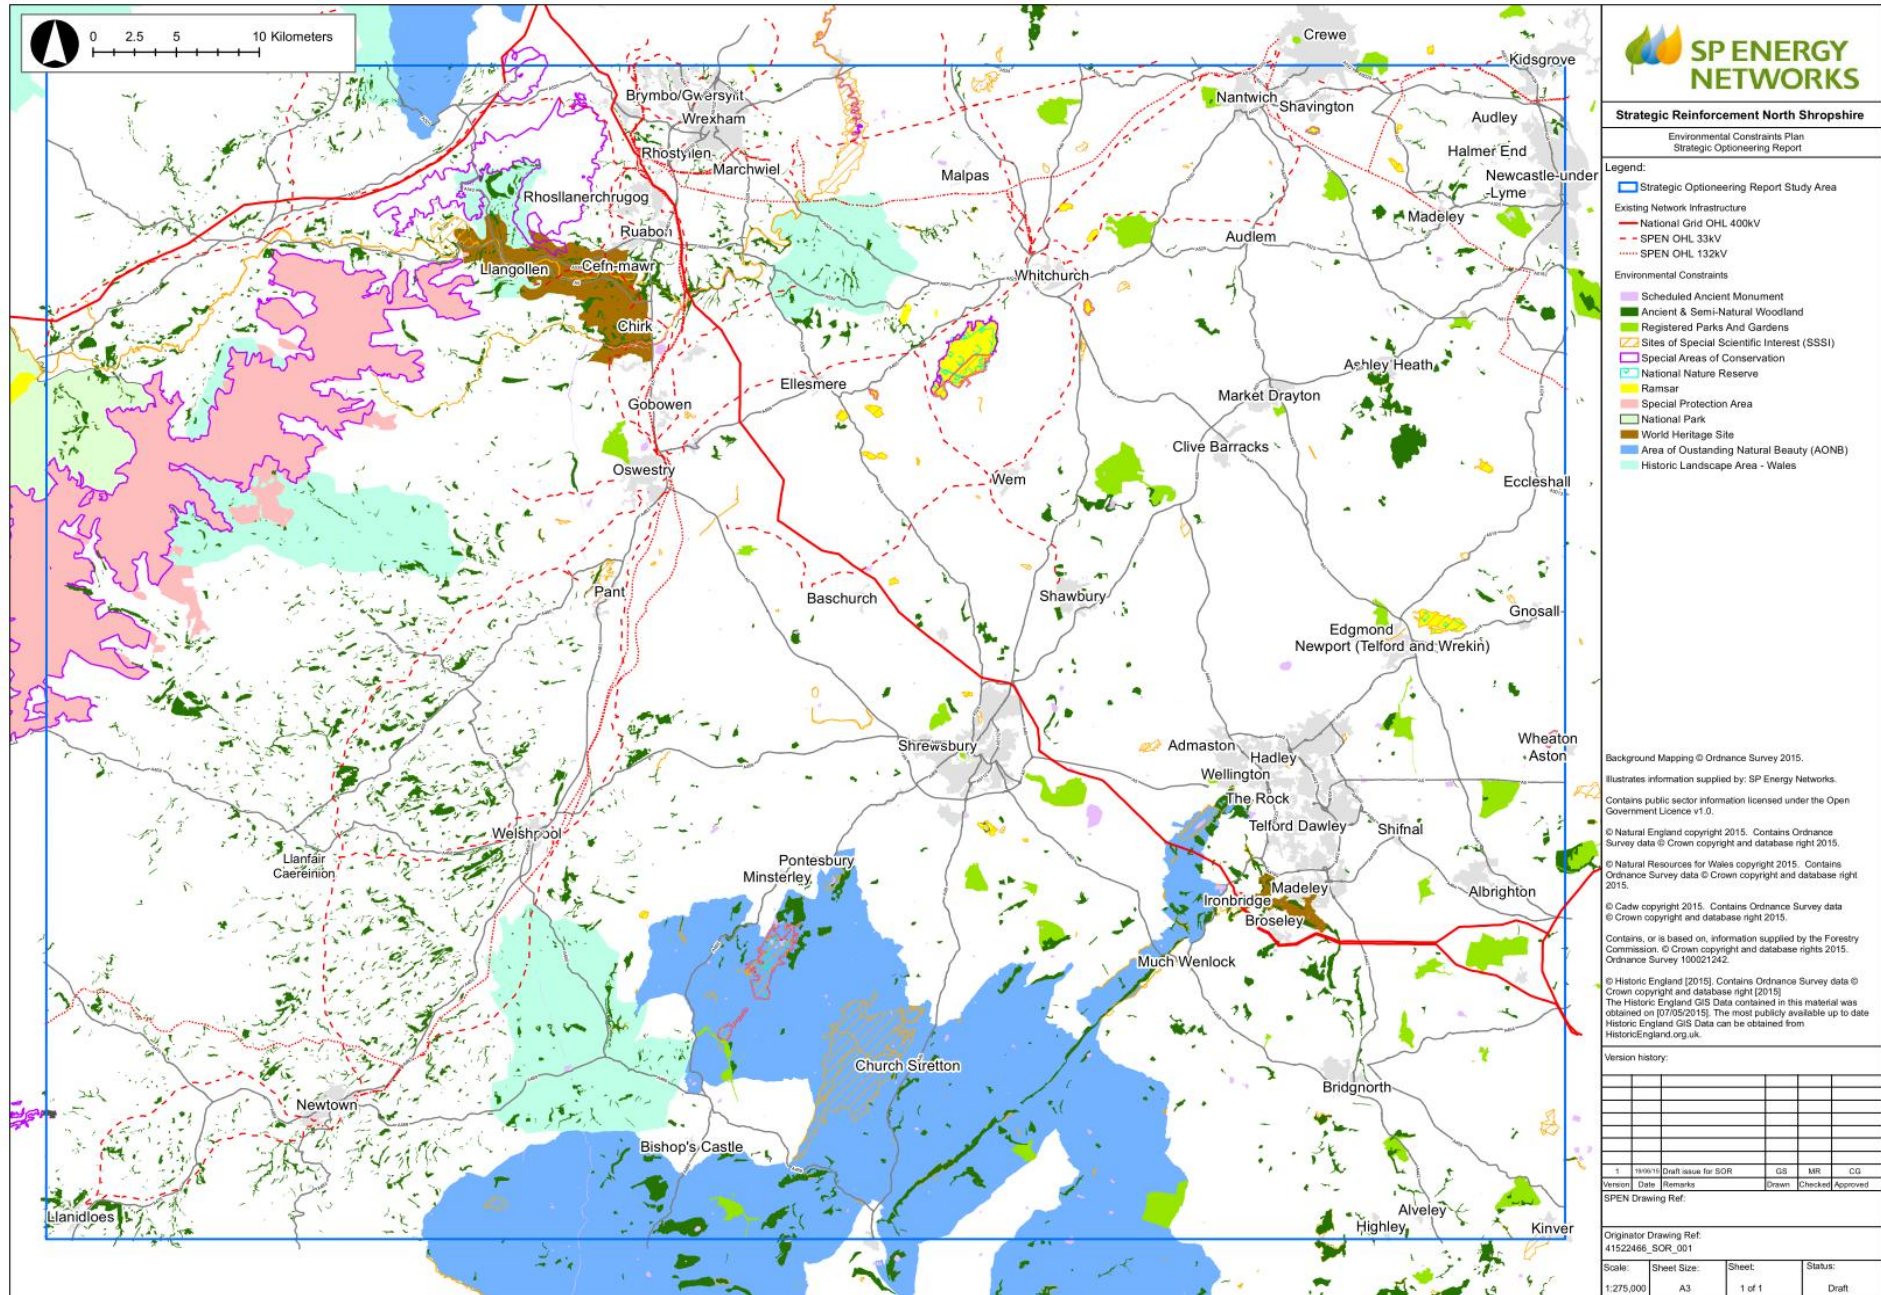 0 2.5 5 10 Kilometers
Crewe
Kidsgrove
Brymbo/Gwersyllt
Nantwich
Shavington
Wrexham
Audley
Rhostyllen
Halmer End
Marchwiel
Malpas
Newcastle-under
-Lyme
Rhosllanerchrugog
Madeley
Ruabon
Audlem
Llangollen
Cefn-mawr
Whitchurch
Chirk
Ashley Heath
Ellesmere
Market Drayton
Gobowen
Clive Barracks
Oswestry
Wem
Eccleshall
Pant
Baschurch
Shawbury
Gnosall
Edgmond
Newport (Telford and Wrekin)
Shrewsbury
Admaston
Hadley
Wheaton
Aston
Wellington
The Rock
Telford Dawley
Shifnal
Welshpool
Llanfair
Caereinion
Pontesbury
Minsterley
Madeley
Albrighton
Ironbridge
Broseley
Much Wenlock
Church Stretton
Bridgnorth
Newtown
Bishop's Castle
Llanidloes
Alveley
Highley
Kinver
SP ENERGY
NETWORKS
Strategic Reinforcement North Shropshire
Environmental Constraints Plan
Strategic Optioneering Report
Legend:
Strategic Optioneering Report Study Area
Existing Network Infrastructure
National Grid OHL 400kV
SPEN OHL 33kV
SPEN OHL 132kV
Environmental Constraints
Scheduled Ancient Monument
Ancient & Semi-Natural Woodland
Registered Parks And Gardens
Sites of Special Scientific Interest (SSSI)
Special Areas of Conservation
National Nature Reserve
Ramsar
Special Protection Area
National Park
World Heritage Site
Area of Oustanding Natural Beauty (AONB)
Historic Landscape Area - Wales
Background Mapping © Ordnance Survey 2015.
Illustrates information supplied by: SP Energy Networks.
Contains public sector information licensed under the Open
Government Licence v1.0.
© Natural England copyright 2015. Contains Ordnance
Survey data © Crown copyright and database right 2015.
© Natural Resources for Wales copyright 2015. Contains
Ordnance Survey data © Crown copyright and database right
2015.
© Cadw copyright 2015. Contains Ordnance Survey data
© Crown copyright and database right 2015.
Contains, or is based on, information supplied by the Forestry
Commission. © Crown copyright and database rights 2015.
Ordnance Survey 100021242.
© Historic England [2015]. Contains Ordnance Survey data ©
Crown copyright and database right [2015]
The Historic England GIS Data contained in this material was
obtained on [07/05/2015]. The most publicly available up to date
Historic England GIS Data can be obtained from
HistoricEngland.org.uk.
Version history:
1 19/06/15 Draft issue for SOR GS MR CG
Version Date Remarks Drawn Checked Approved
SPEN Drawing Ref:
Originator Drawing Ref:
41522466_SOR_001
Scale: Sheet Size: Sheet: Status:
1:275,000 A3 1 of 1 Draft